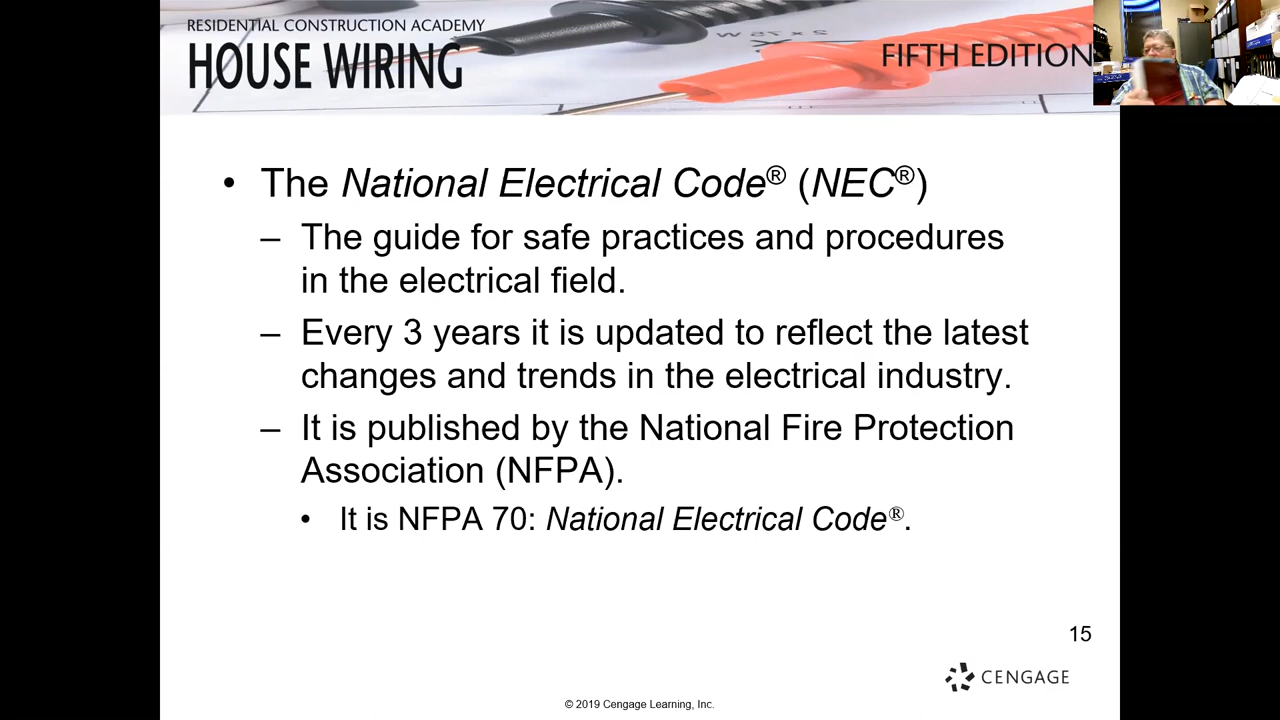 RESIDENTIAL CONSTRUCTION ACADEMY
HOUSE WIRING
FIFTH EDITION
• The National Electrical Code® (NEC®)
– The guide for safe practices and procedures
in the electrical field.
– Every 3 years it is updated to reflect the latest
changes and trends in the electrical industry.
– It is published by the National Fire Protection
Association (NFPA).
• It is NFPA 70: National Electrical Code®.
15
CENGAGE
© 2019 Cengage Learning, Inc.